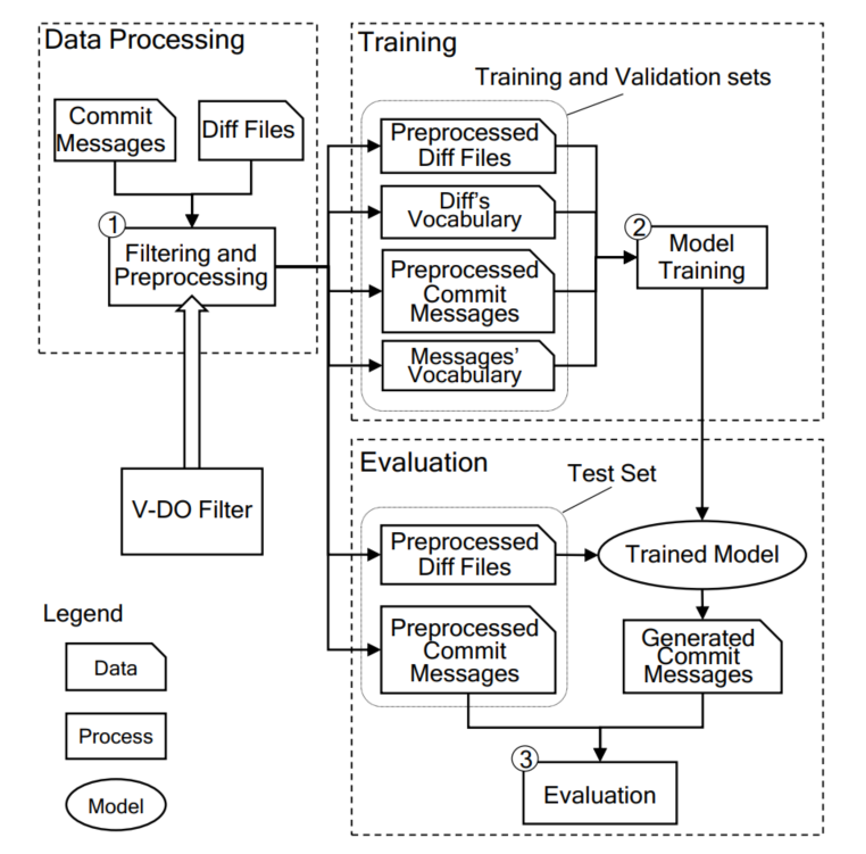 Data Processing
Commit
Messages
Diff Files
1
Filtering and
Preprocessing
V-DO Filter
Legend
Data
Process
Model
Training
Training and Validation sets
Preprocessed
Diff Files
Diff's
Vocabulary
Preprocessed
Commit
Messages
Messages'
Vocabulary
2
Model
Training
Evaluation
Test Set
Preprocessed
Diff Files
Preprocessed
Commit
Messages
Trained Model
Generated
Commit
Messages
3
Evaluation